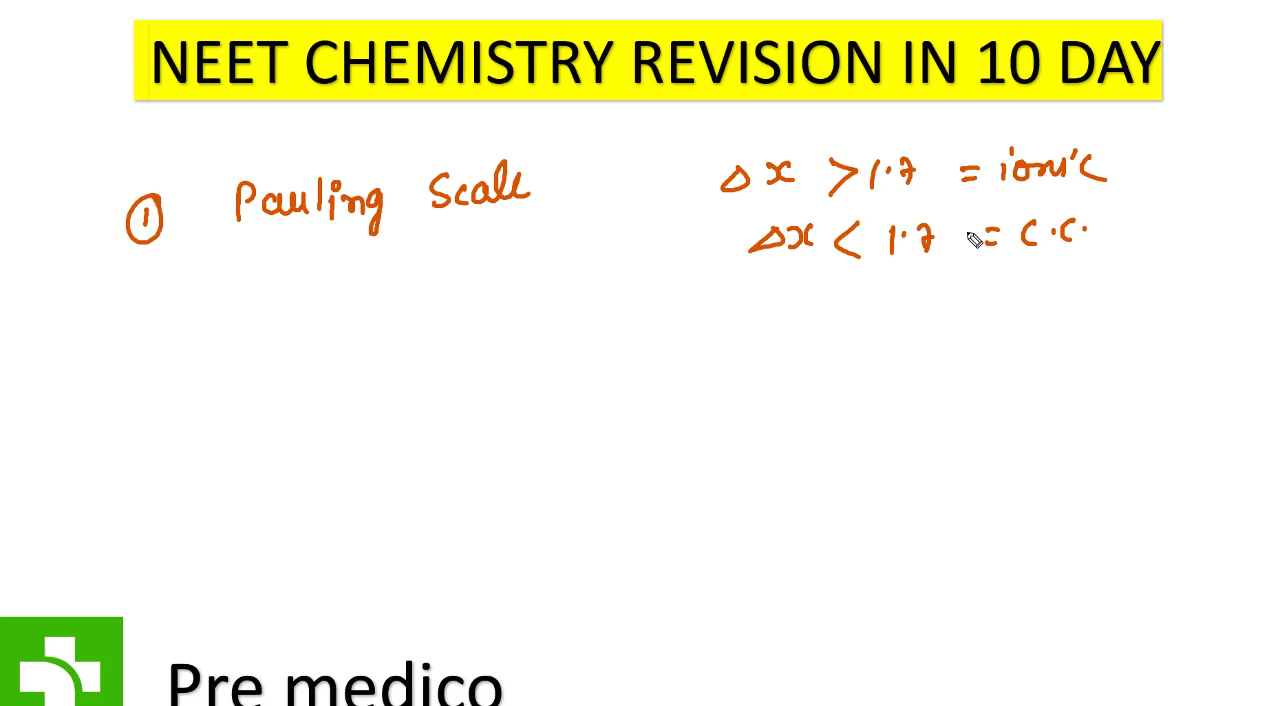 NEET CHEMISTRY REVISION IN 10 DAY
① Pauling Scale
Δx > 1.7 = ionic
Δx < 1.7 = C.C.
Pre medico